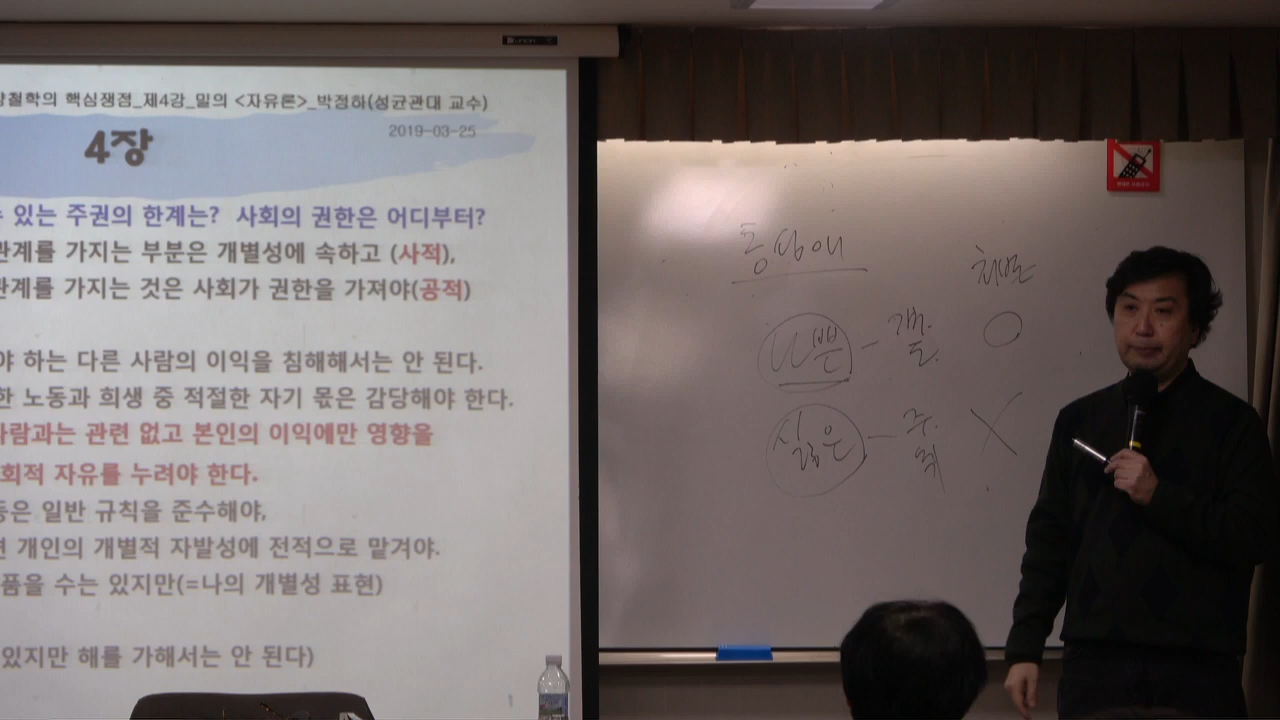 철학의 핵심쟁점_제4강_밀의 <자유론>_박정하(성균관대 교수)
2019-03-25
4장
있는 주권의 한계는? 사회의 권한은 어디부터?
관계를 가지는 부분은 개별성에 속하고 (사적),
관계를 가지는 것은 사회가 권한을 가져야(공적)
야 하는 다른 사람의 이익을 침해해서는 안 된다.
한 노동과 희생 중 적절한 자기 몫은 감당해야 한다.
사람과는 관련 없고 본인의 이익에만 영향을
회적 자유를 누려야 한다.
동은 일반 규칙을 준수해야,
개인의 개별적 자발성에 전적으로 맡겨야.
품을 수는 있지만(=나의 개별성 표현)
있지만 해를 가해서는 안 된다)
동성애
처벌
나쁜 - 객관 ○
싫은 - 주관 X